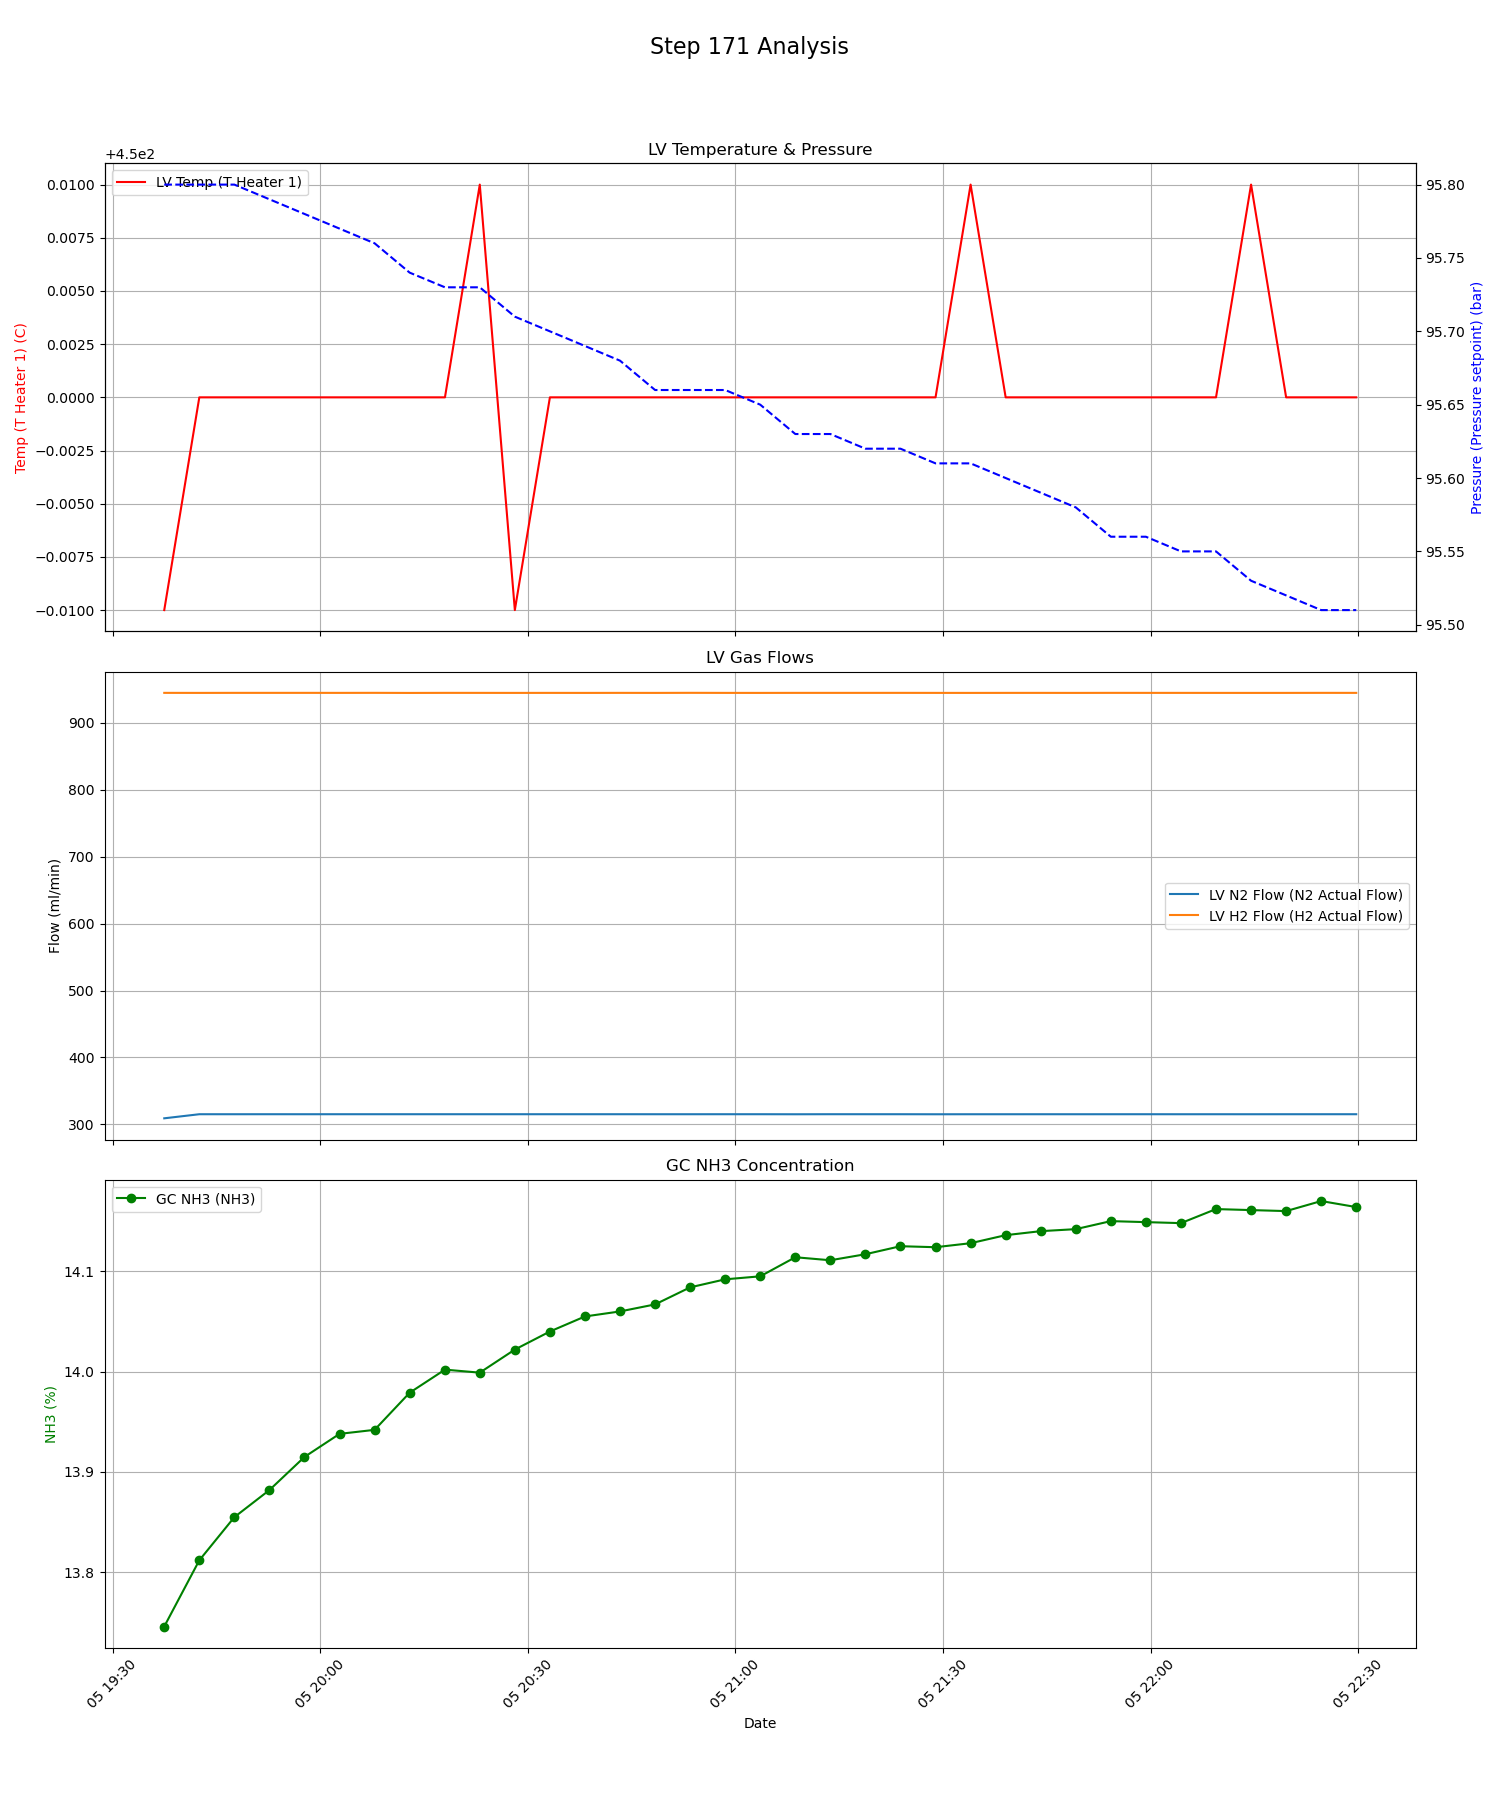 Step 171 Analysis
LV Temperature & Pressure
+4.5e2
LV Temp (T Heater 1)
0.0100
0.0075
0.0050
0.0025
0.0000
−0.0025
−0.0050
−0.0075
−0.0100
Temp (T Heater 1) (C)
95.80
95.75
95.70
95.65
95.60
95.55
95.50
Pressure (Pressure setpoint) (bar)
LV Gas Flows
900
800
700
600
500
400
300
Flow (ml/min)
LV N2 Flow (N2 Actual Flow)
LV H2 Flow (H2 Actual Flow)
GC NH3 Concentration
GC NH3 (NH3)
14.1
14.0
13.9
13.8
NH3 (%)
05 19:30
05 20:00
05 20:30
05 21:00
05 21:30
05 22:00
05 22:30
Date